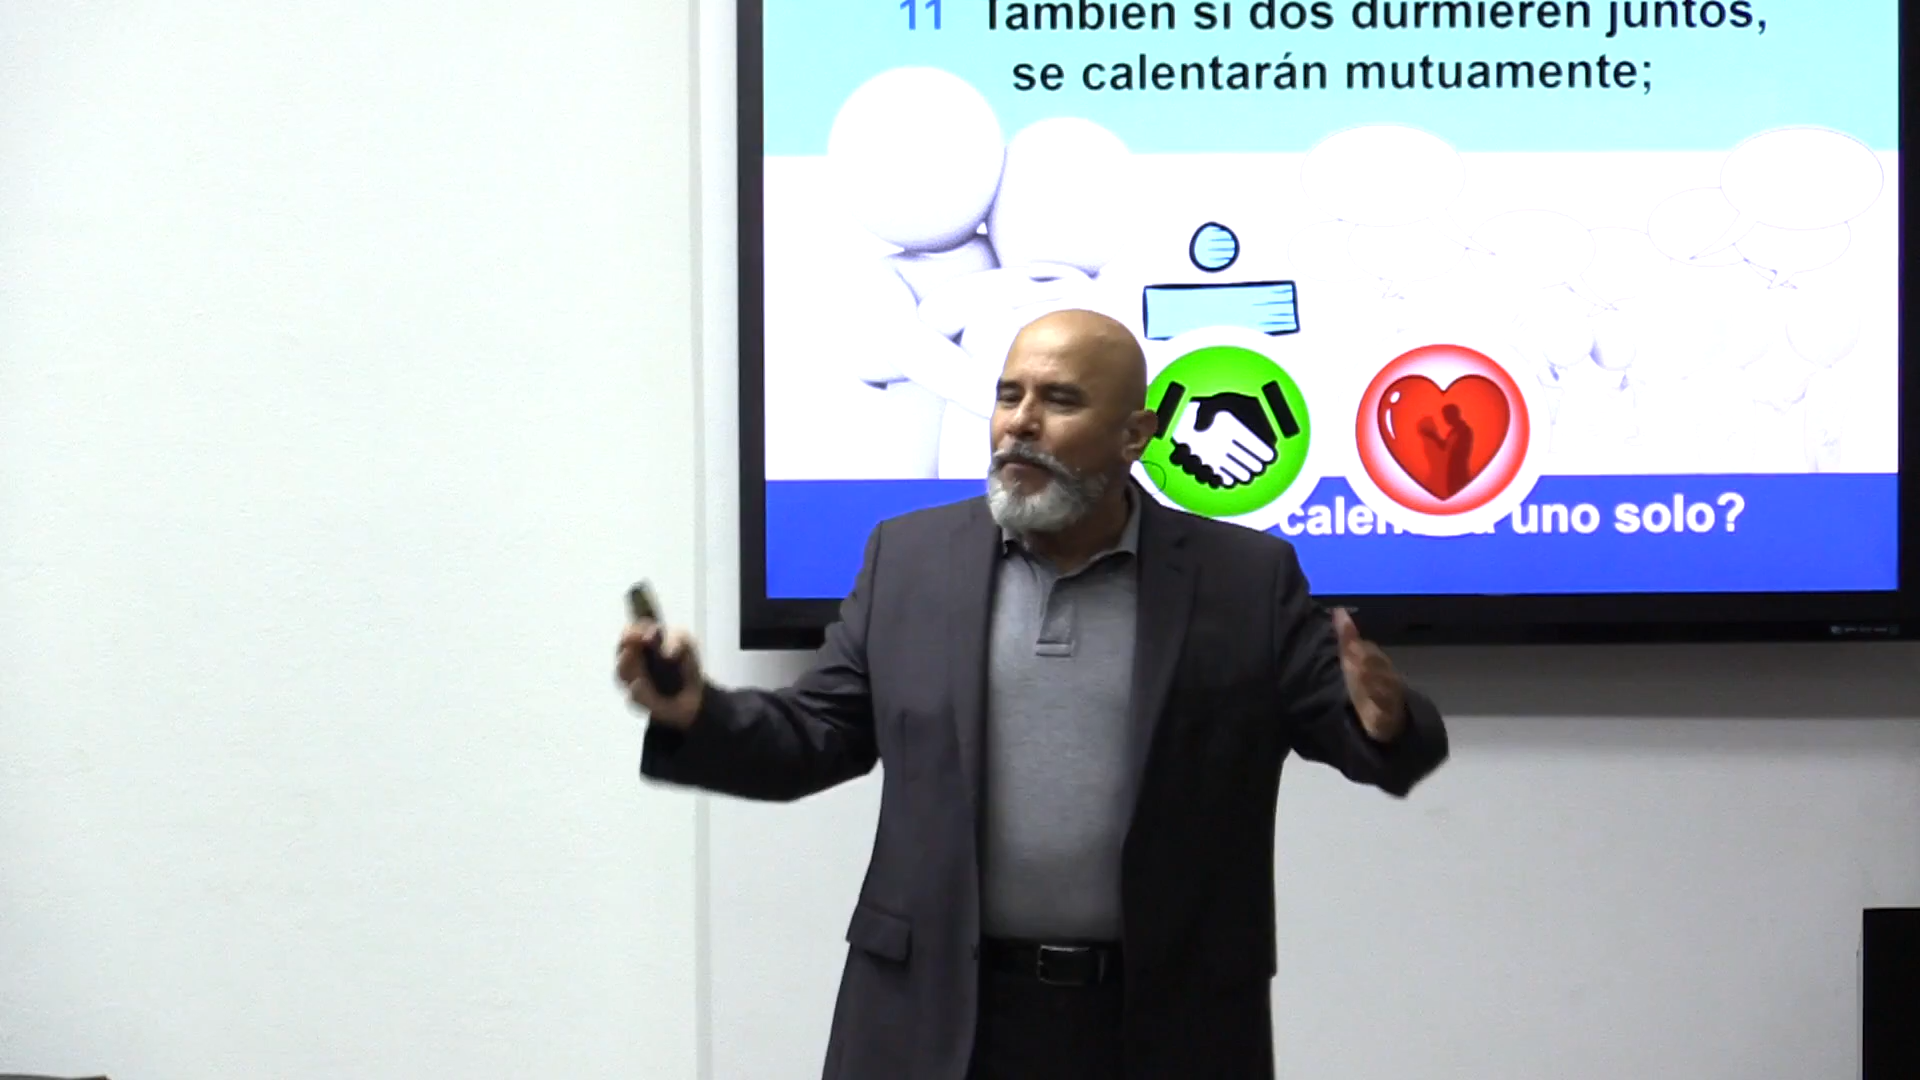 11 También si dos durmieren juntos,
se calentarán mutuamente;
uno solo?